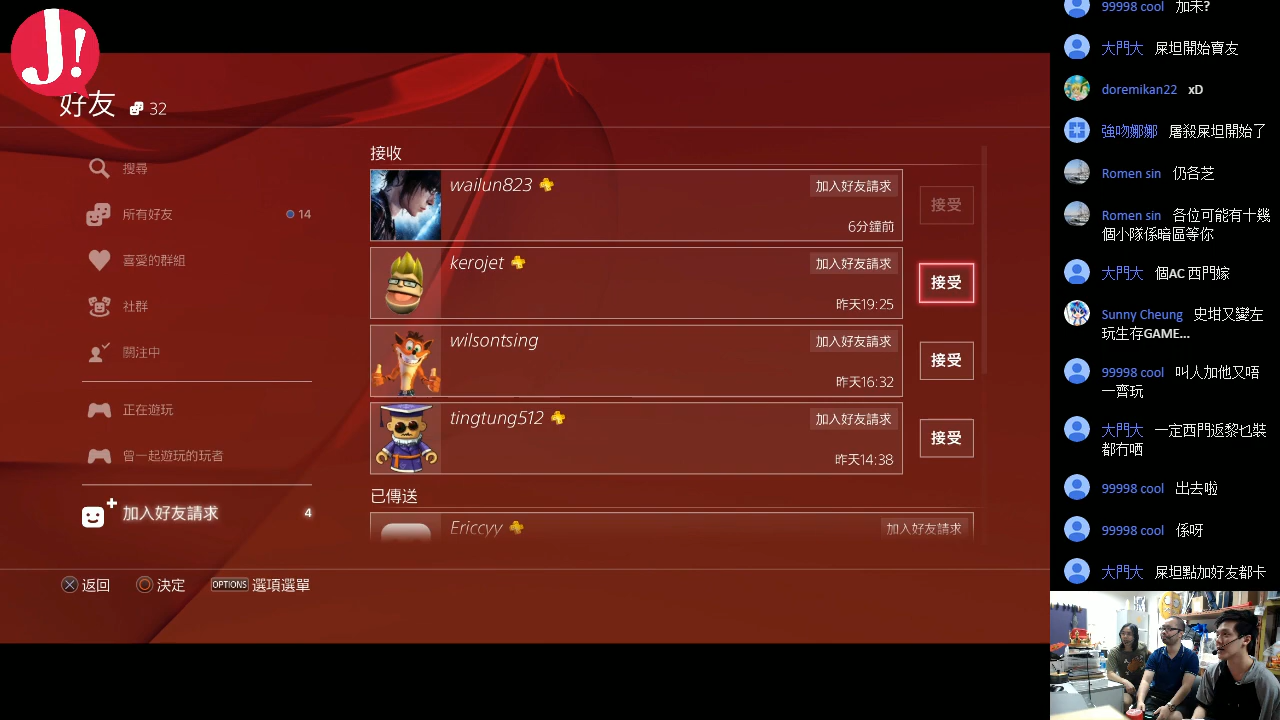 J!
好友 32
搜尋
所有好友 14
喜愛的群組
社群
關注中
正在遊玩
曾一起遊玩的玩者
加入好友請求 4
接收
wailun823 加入好友請求
6分鐘前
接受
kerojet 加入好友請求
昨天19:25
接受
wilsontsing 加入好友請求
昨天16:32
接受
tingtung512 加入好友請求
昨天14:38
接受
已傳送
Ericcyy 加入好友請求
返回 決定 OPTIONS 選項選單
99998 cool 加未?
大門大 屎坦開始賣友
doremikan22 xD
強吻娜娜 屠殺屎坦開始了
Romen sin 仍各芝
Romen sin 各位可能有十幾
個小隊係暗區等你
大門大 個AC 西門嫁
Sunny Cheung 史坩又變左
玩生存GAME...
99998 cool 叫人加他又唔
一齊玩
大門大 一定西門返黎乜裝
都冇哂
99998 cool 出去啦
99998 cool 係呀
大門大 屎坦點加好友都卡